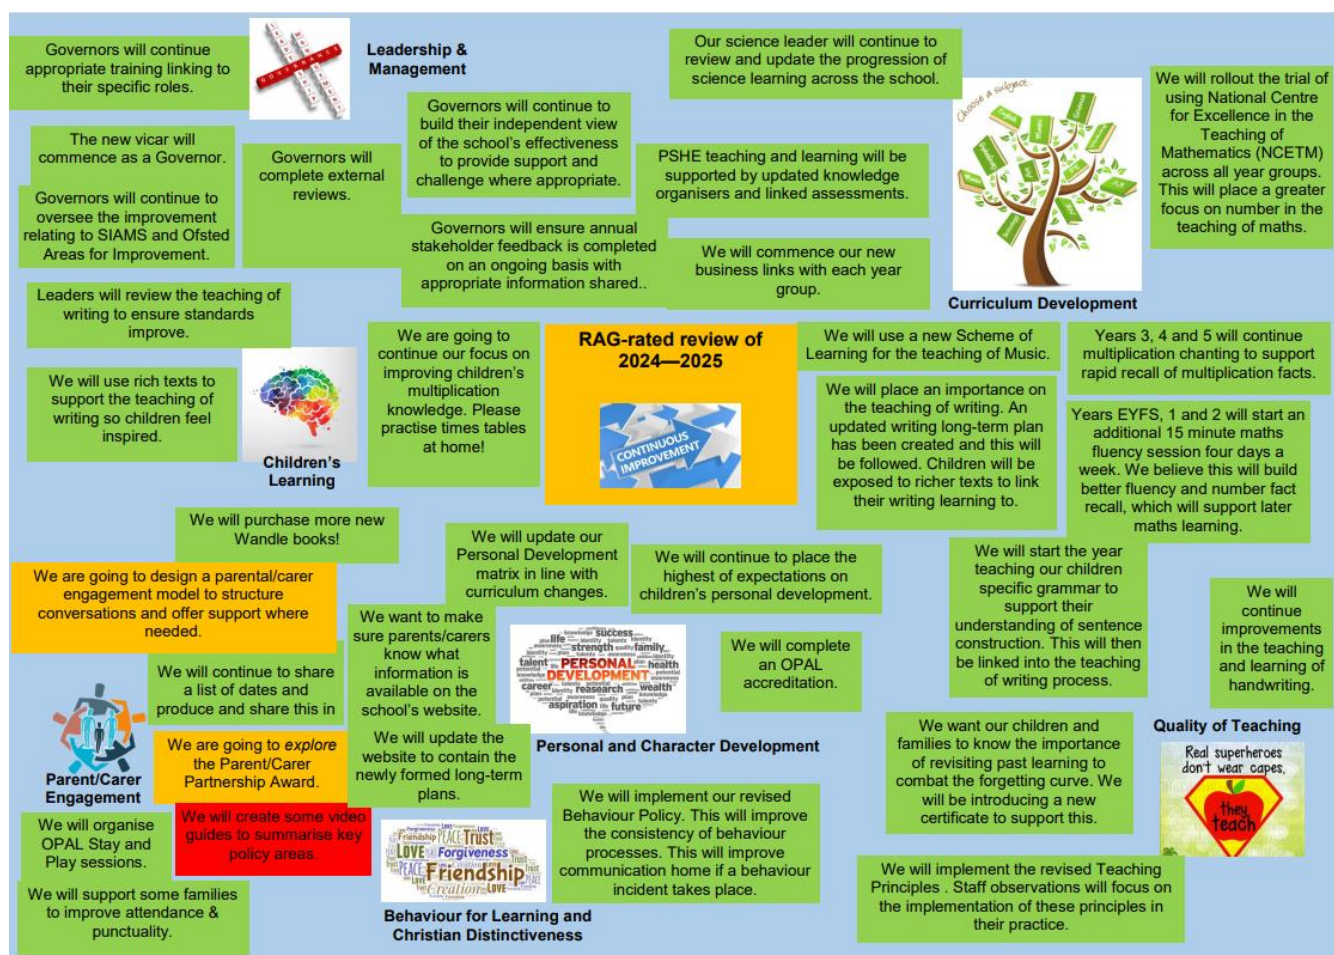 Governors will continue
appropriate training linking to
their specific roles.
GOVERNANCE
Leadership &
Management
Our science leader will continue to
review and update the progression of
science learning across the school.
Choose a subject...
We will rollout the trial of
using National Centre
for Excellence in the
Teaching of
Mathematics (NCETM)
across all year groups.
This will place a greater
focus on number in the
teaching of maths.
The new vicar will
commence as a Governor.
Governors will
complete external
reviews.
Governors will continue to
build their independent view
of the school's effectiveness
to provide support and
challenge where appropriate.
PSHE teaching and learning will be
supported by updated knowledge
organisers and linked assessments.
Governors will continue to
oversee the improvement
relating to SIAMS and Ofsted
Areas for Improvement.
Governors will ensure annual
stakeholder feedback is completed
on an ongoing basis with
appropriate information shared..
We will commence our new
business links with each year
group.
Curriculum Development
Leaders will review the teaching of
writing to ensure standards
improve.
We will use rich texts to
support the teaching of
writing so children feel
inspired.
Children's
Learning
We are going to
continue our focus on
improving children's
multiplication
knowledge. Please
practise times tables
at home!
RAG-rated review of
2024—2025
CONTINUOUS
IMPROVEMENT
We will use a new Scheme of
Learning for the teaching of Music.
Years 3, 4 and 5 will continue
multiplication chanting to support
rapid recall of multiplication facts.
We will place an importance on
the teaching of writing. An
updated writing long-term plan
has been created and this will
be followed. Children will be
exposed to richer texts to link
their writing learning to.
Years EYFS, 1 and 2 will start an
additional 15 minute maths
fluency session four days a
week. We believe this will build
better fluency and number fact
recall, which will support later
maths learning.
We will purchase more new
Wandle books!
We are going to design a parental/carer
engagement model to structure
conversations and offer support where
needed.
We will update our
Personal Development
matrix in line with
curriculum changes.
We will continue to place the
highest of expectations on
children's personal development.
We will start the year
teaching our children
specific grammar to
support their
understanding of sentence
construction. This will then
be linked into the teaching
of writing process.
We will
continue
improvements
in the teaching
and learning of
handwriting.
We want to make
sure parents/carers
know what
information is
available on the
school's website.
life knowledge success
strength quality family
talent PERSONAL health
DEVELOPMENT
career research wealth
aspiration life future
We will complete
an OPAL
accreditation.
We will continue to share
a list of dates and
produce and share this in
Parent/Carer
Engagement
We are going to explore
the Parent/Carer
Partnership Award.
We will update the
website to contain the
newly formed long-term
plans.
Personal and Character Development
We want our children and
families to know the importance
of revisiting past learning to
combat the forgetting curve. We
will be introducing a new
certificate to support this.
Quality of Teaching
Real superheroes
don't wear capes,
they
teach
We will organise
OPAL Stay and
Play sessions.
We will create some video
guides to summarise key
policy areas.
Forgiveness
Friendship PEACE Trust
LOVE Forgiveness
PEACE
Friendship
Creation LOVE
We will implement our revised
Behaviour Policy. This will improve
the consistency of behaviour
processes. This will improve
communication home if a behaviour
incident takes place.
We will support some families
to improve attendance &
punctuality.
Behaviour for Learning and
Christian Distinctiveness
We will implement the revised Teaching
Principles . Staff observations will focus on
the implementation of these principles in
their practice.